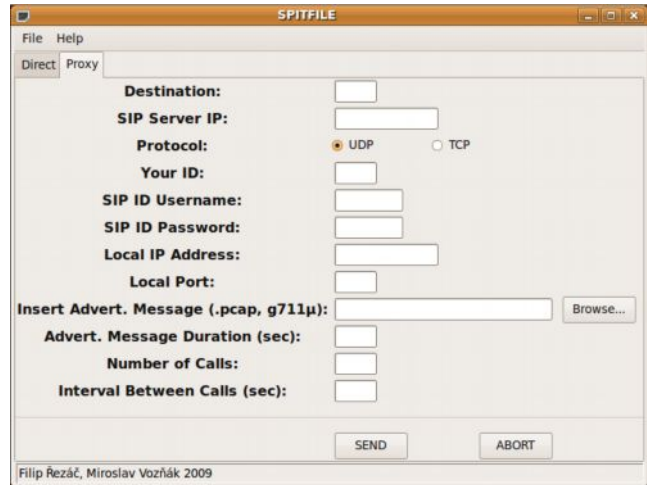 SPITFILE
File Help
Direct Proxy
Destination:
SIP Server IP:
Protocol: UDP TCP
Your ID:
SIP ID Username:
SIP ID Password:
Local IP Address:
Local Port:
Insert Advert. Message (.pcap, g711µ): Browse...
Advert. Message Duration (sec):
Number of Calls:
Interval Between Calls (sec):
SEND ABORT
Filip Řezáč, Miroslav Vozňák 2009